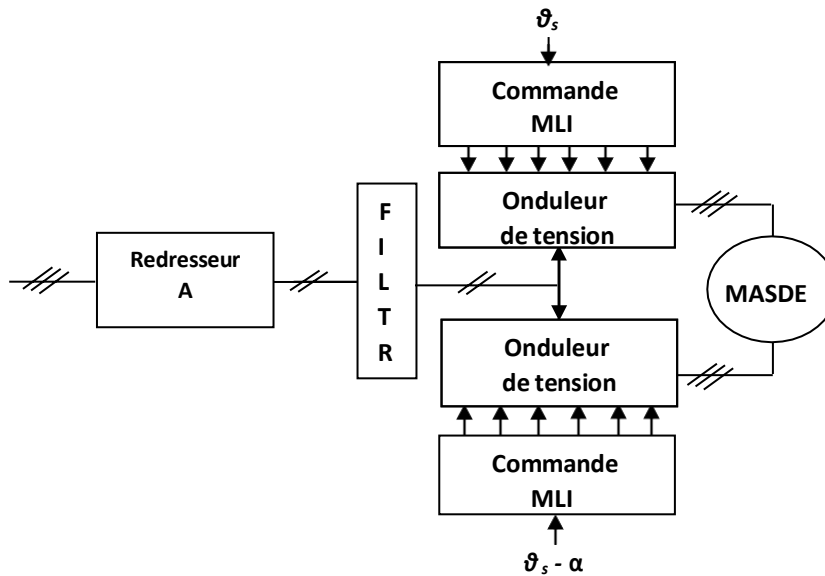 ϑs
Commande
MLI
Onduleur
de tension
F
I
L
T
R
Redresseur
A
MASDE
Onduleur
de tension
Commande
MLI
ϑs - α